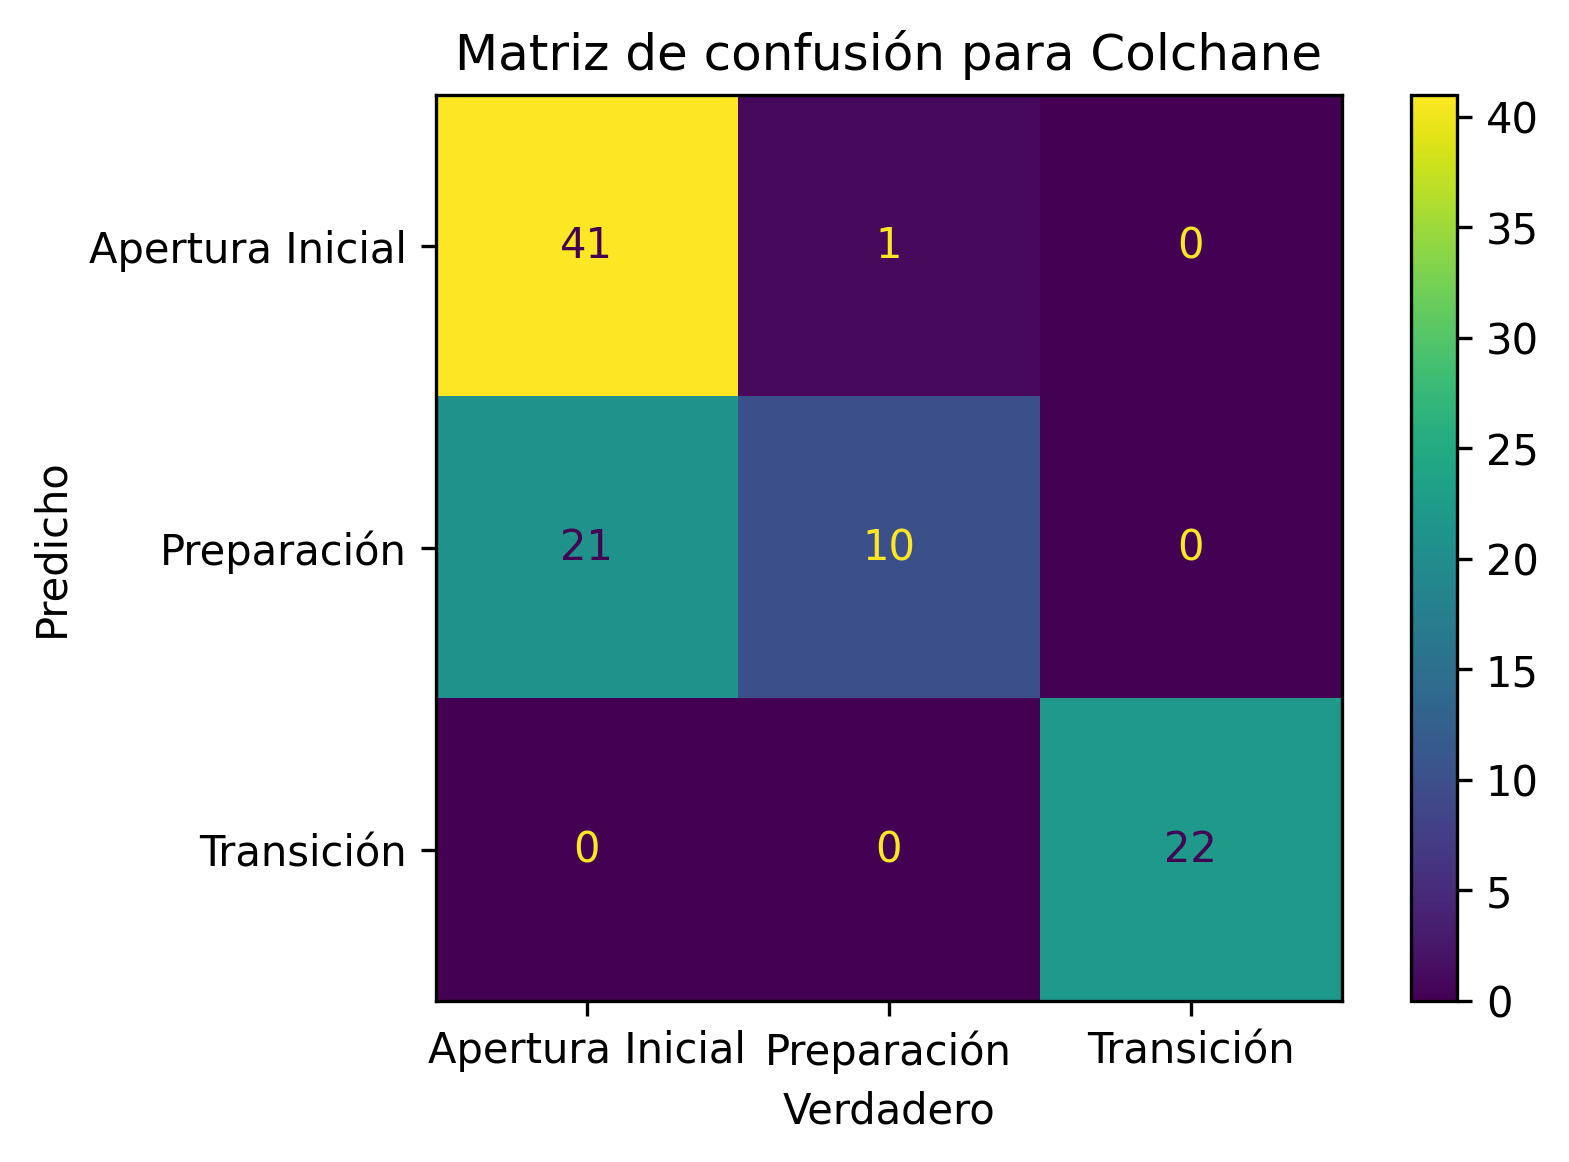 Matriz de confusión para Colchane
Predicho
Apertura Inicial
41
1
0
Preparación
21
10
0
Transición
0
0
22
Apertura Inicial
Preparación
Transición
Verdadero
40
35
30
25
20
15
10
5
0